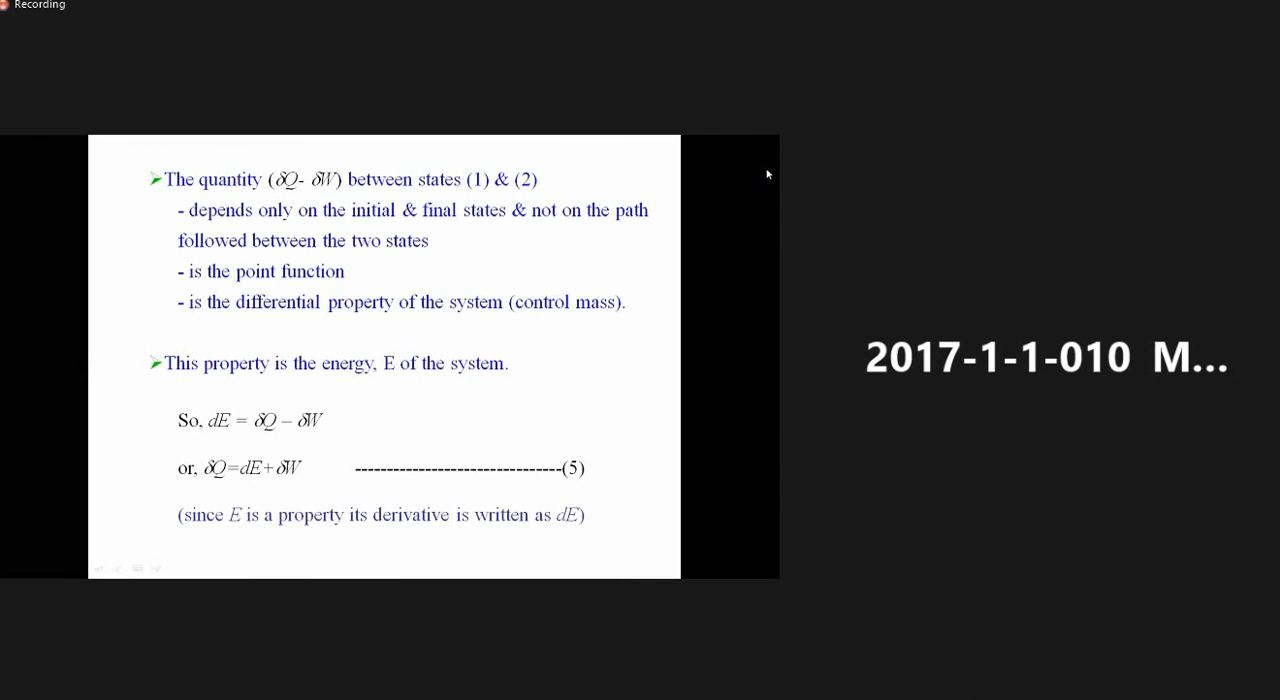 Recording
The quantity (δQ- δW) between states (1) & (2)
- depends only on the initial & final states & not on the path
followed between the two states
- is the point function
- is the differential property of the system (control mass).
This property is the energy, E of the system.
So, dE = δQ – δW
or, δQ=dE+δW --------------------------------(5)
(since E is a property its derivative is written as dE)
2017-1-1-010 M...